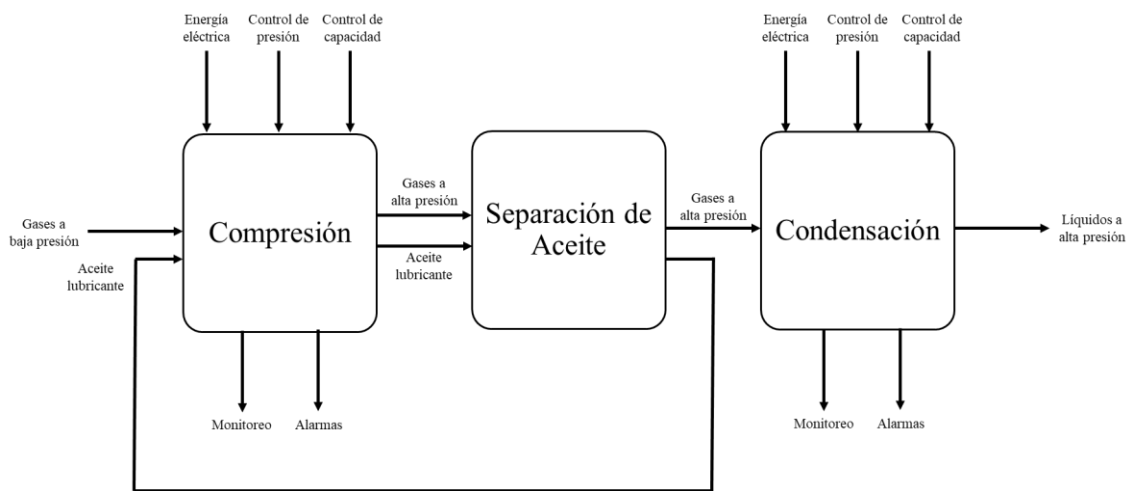 Energía
eléctrica
Control de
presión
Control de
capacidad
Energía
eléctrica
Control de
presión
Control de
capacidad
Gases a
baja presión
Aceite
lubricante
Compresión
Gases a
alta presión
Aceite
lubricante
Separación de
Aceite
Gases a
alta presión
Condensación
Líquidos a
alta presión
Monitoreo
Alarmas
Monitoreo
Alarmas